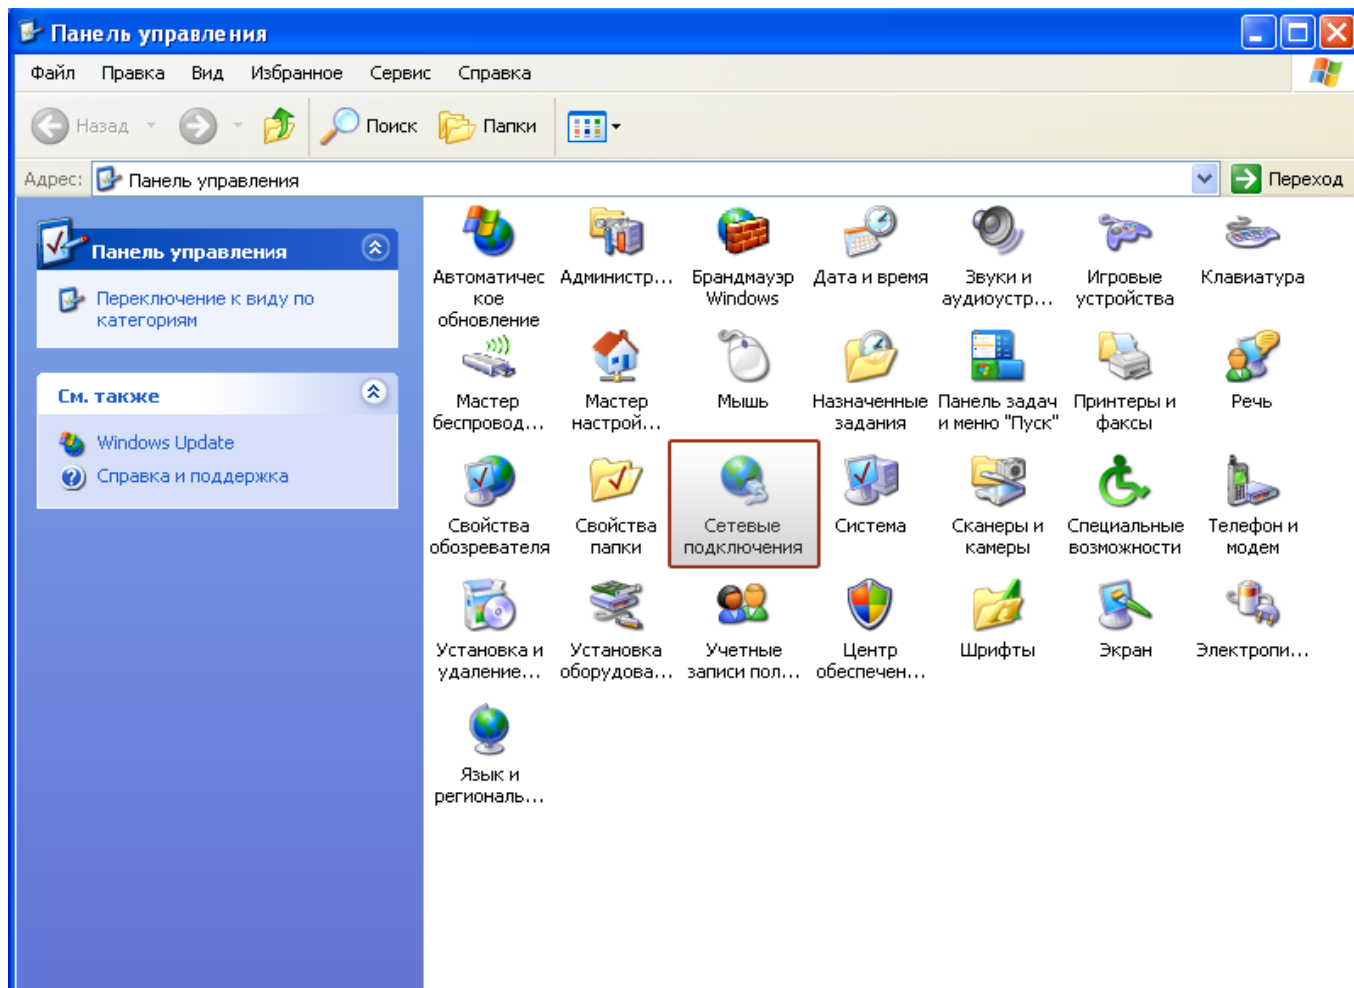 Панель управления
Файл Правка Вид Избранное Сервис Справка
Назад Поиск Папки
Адрес: Панель управления Переход
Панель управления
Переключение к виду по
категориям
См. также
Windows Update
Справка и поддержка
Автоматичес
кое
обновление
Администр...
Брандмауэр
Windows
Дата и время
Звуки и
аудиоустр...
Игровые
устройства
Клавиатура
Мастер
беспровод...
Мастер
настрой...
Мышь
Назначенные
задания
Панель задач
и меню "Пуск"
Принтеры и
факсы
Речь
Свойства
обозревателя
Свойства
папки
Сетевые
подключения
Система
Сканеры и
камеры
Специальные
возможности
Телефон и
модем
Установка и
удаление...
Установка
оборудова...
Учетные
записи пол...
Центр
обеспечен...
Шрифты
Экран
Электропи...
Язык и
региональ...